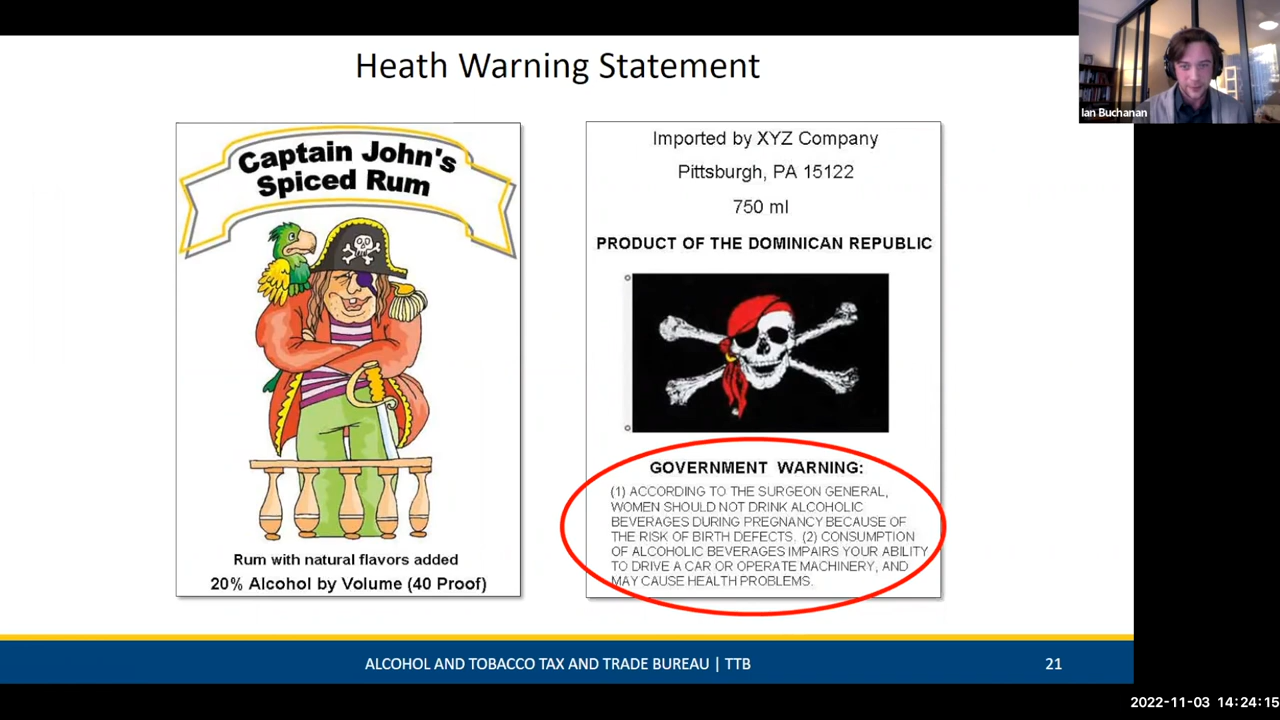 Heath Warning Statement
Ian Buchanan
Captain John's
Spiced Rum
Rum with natural flavors added
20% Alcohol by Volume (40 Proof)
Imported by XYZ Company
Pittsburgh, PA 15122
750 ml
PRODUCT OF THE DOMINICAN REPUBLIC
GOVERNMENT WARNING:
(1) ACCORDING TO THE SURGEON GENERAL,
WOMEN SHOULD NOT DRINK ALCOHOLIC
BEVERAGES DURING PREGNANCY BECAUSE OF
THE RISK OF BIRTH DEFECTS. (2) CONSUMPTION
OF ALCOHOLIC BEVERAGES IMPAIRS YOUR ABILITY
TO DRIVE A CAR OR OPERATE MACHINERY, AND
MAY CAUSE HEALTH PROBLEMS.
ALCOHOL AND TOBACCO TAX AND TRADE BUREAU | TTB
21
2022-11-03 14:24:15